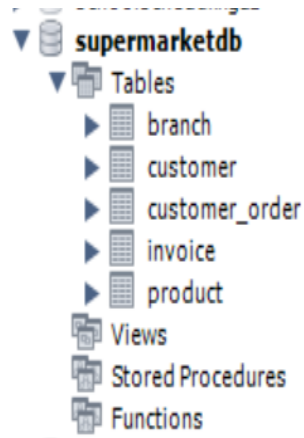 supermarketdb
Tables
branch
customer
customer_order
invoice
product
Views
Stored Procedures
Functions